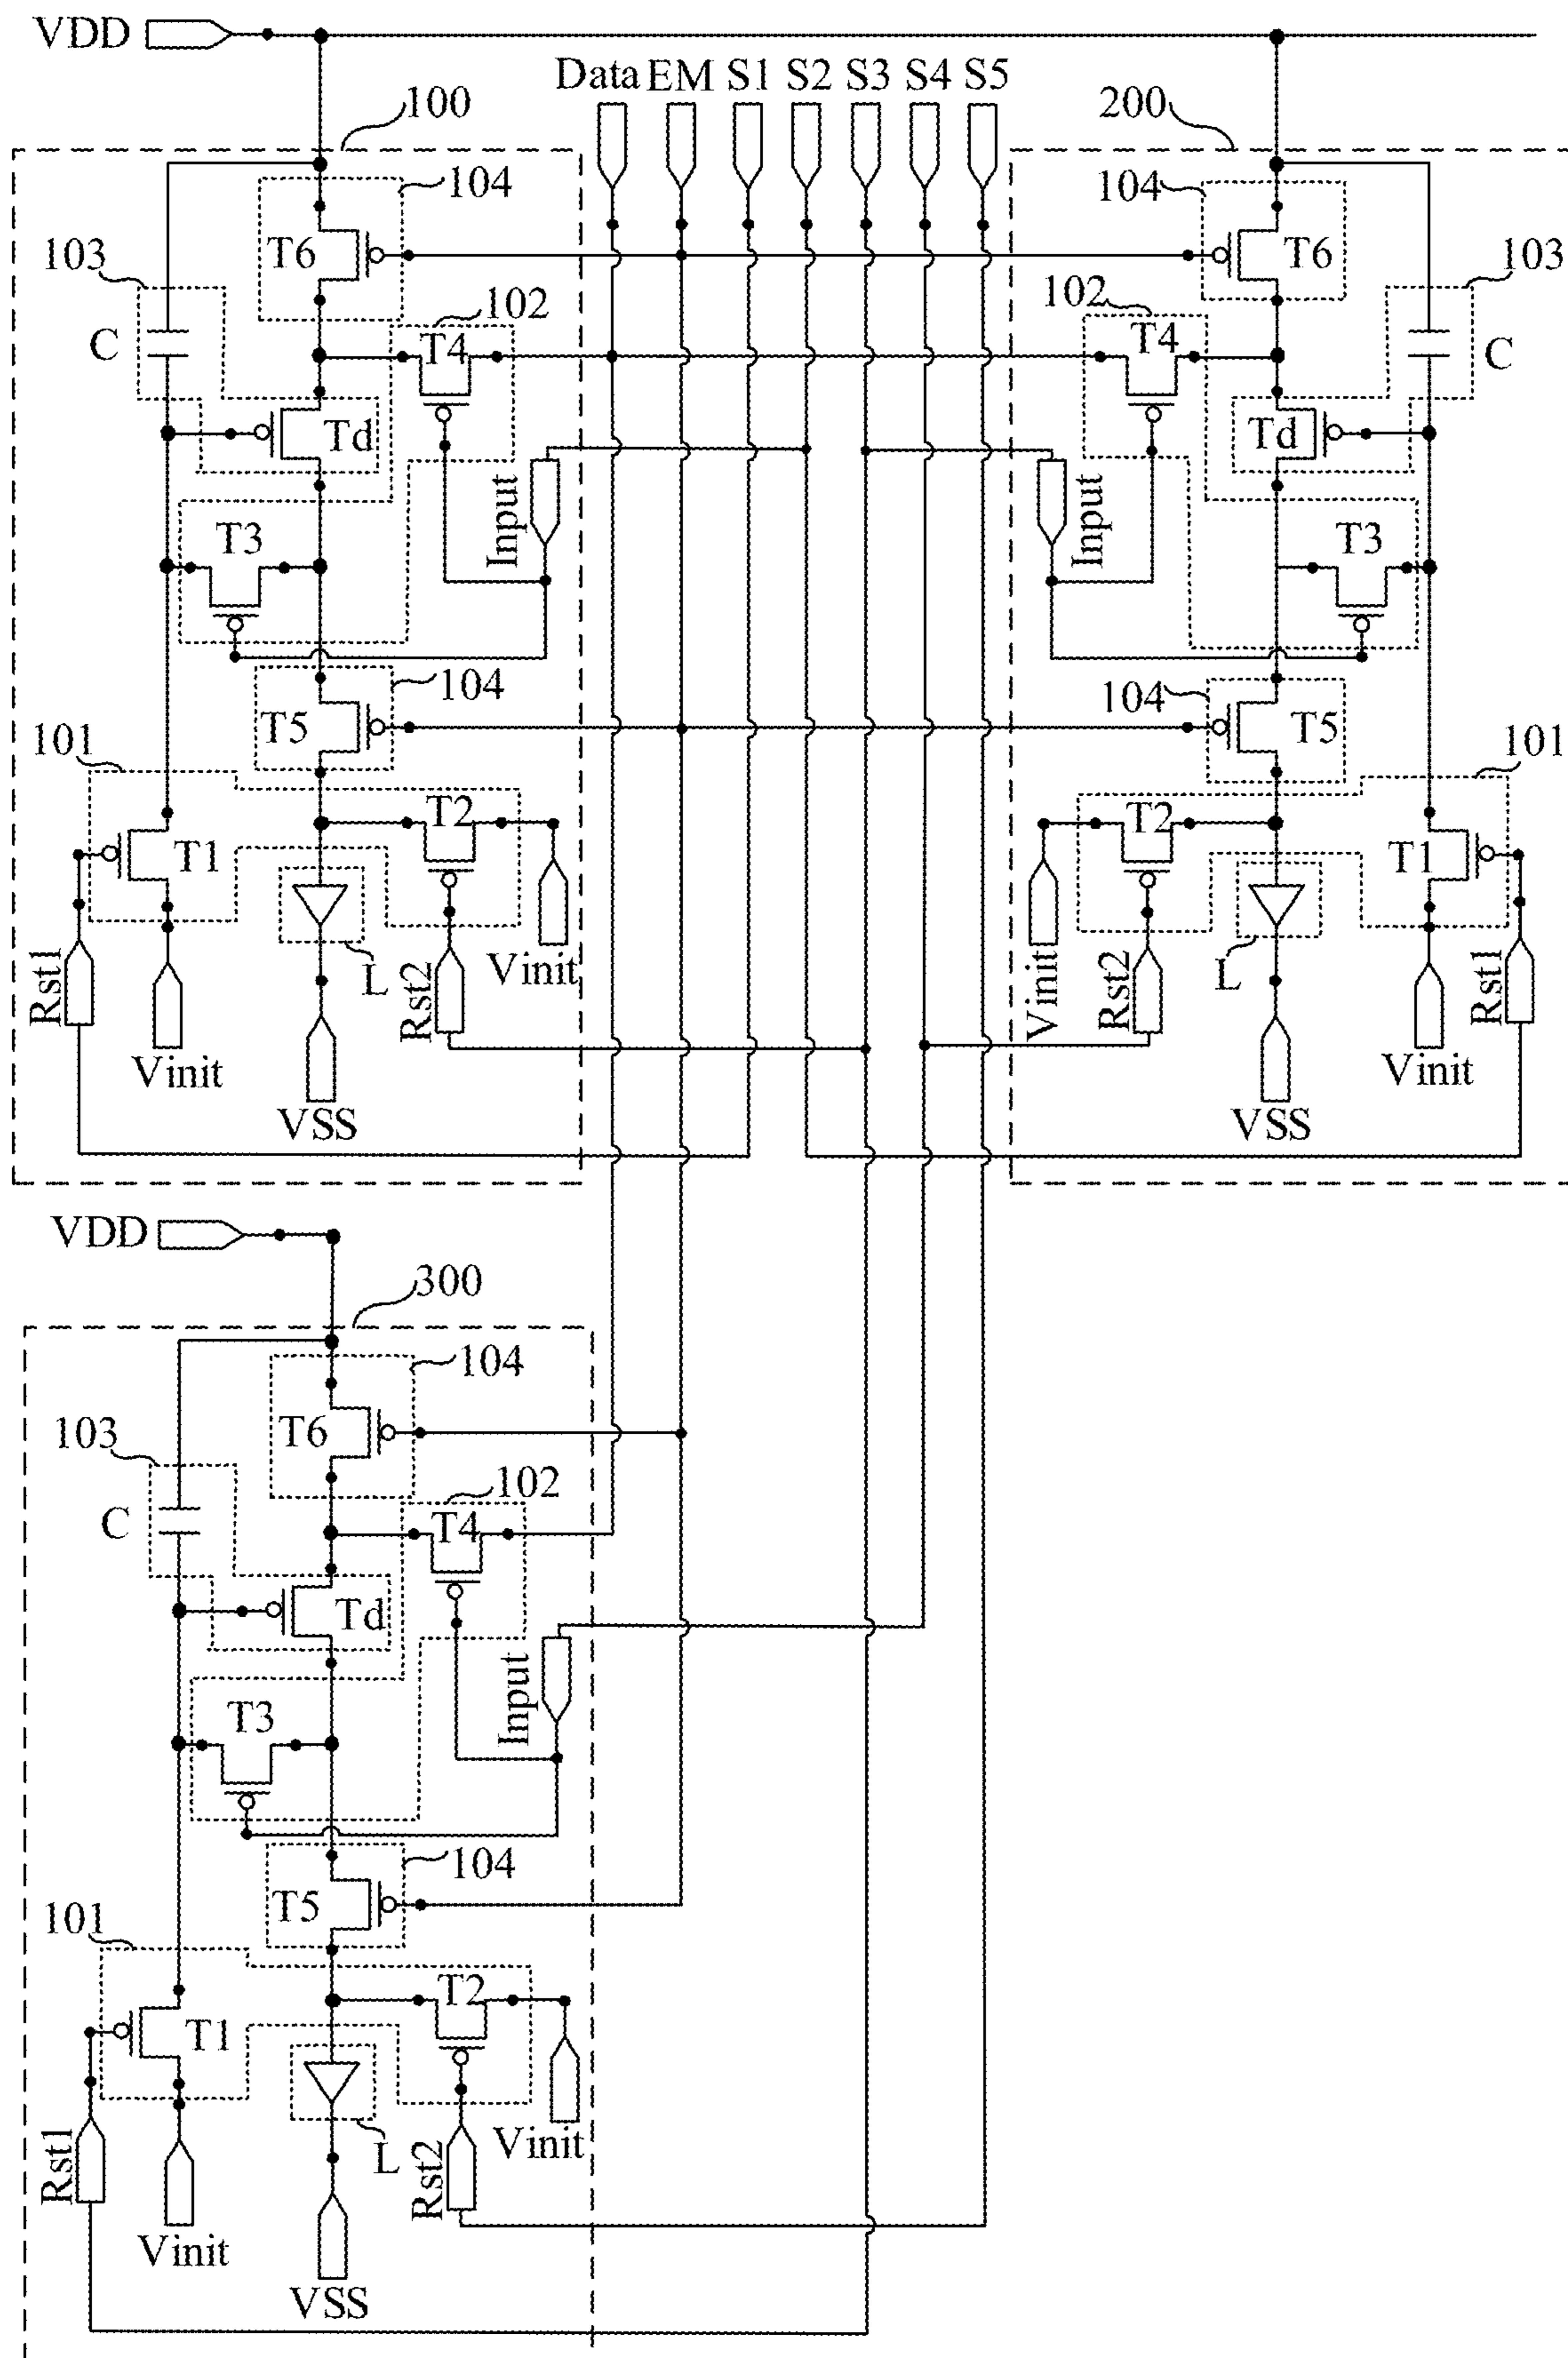 VDD
Data EM S1 S2 S3 S4 S5
100
200
104
104
T6
T6
103
103
102
102
C
T4
T4
C
Td
Td
Input
Input
T3
T3
104
104
T5
T5
101
101
T2
T2
T1
T1
Rst1
L
Rst2
Vinit
Vinit
Rst2
L
Rst1
Vinit
Vinit
VSS
VSS
VDD
300
104
T6
103
102
C
T4
Td
Input
T3
104
T5
101
T2
T1
Rst1
L
Rst2
Vinit
Vinit
VSS